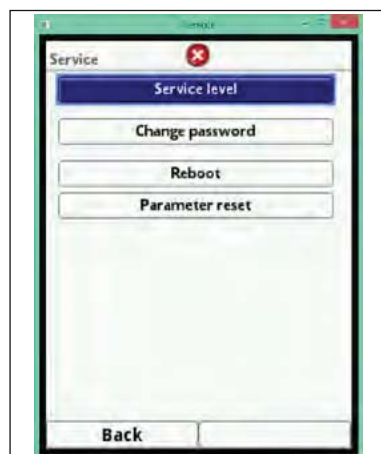 Service
Service level
Change password
Reboot
Parameter reset
Back